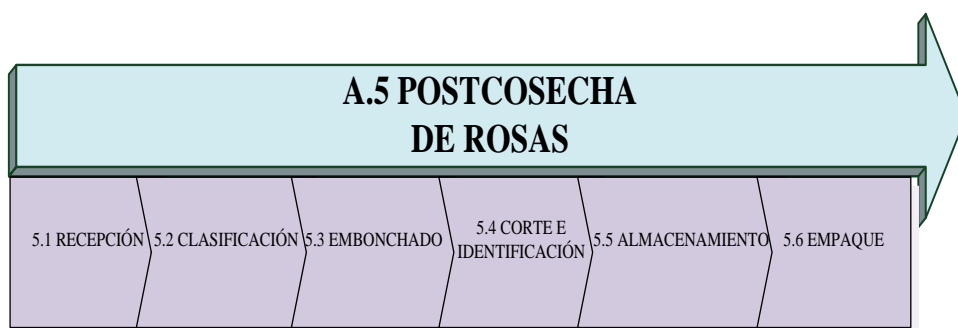 A.5 POSTCOSECHA
DE ROSAS
5.1 RECEPCIÓN
5.2 CLASIFICACIÓN
5.3 EMBONCHADO
5.4 CORTE E
IDENTIFICACIÓN
5.5 ALMACENAMIENTO
5.6 EMPAQUE